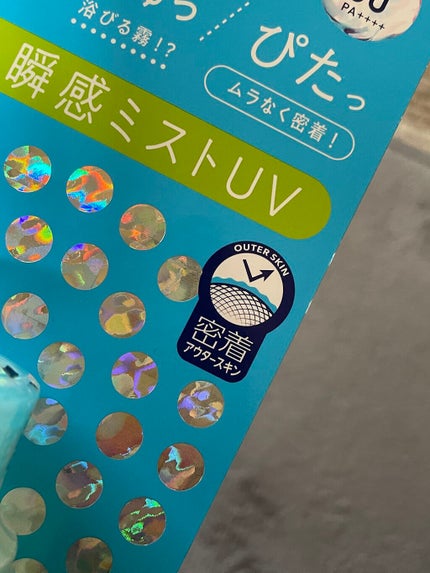 浴びる霧!?
PA++++
ぴたっ
ムラなく密着!
瞬感ミストUV
OUTER SKIN
密着
アウタースキン